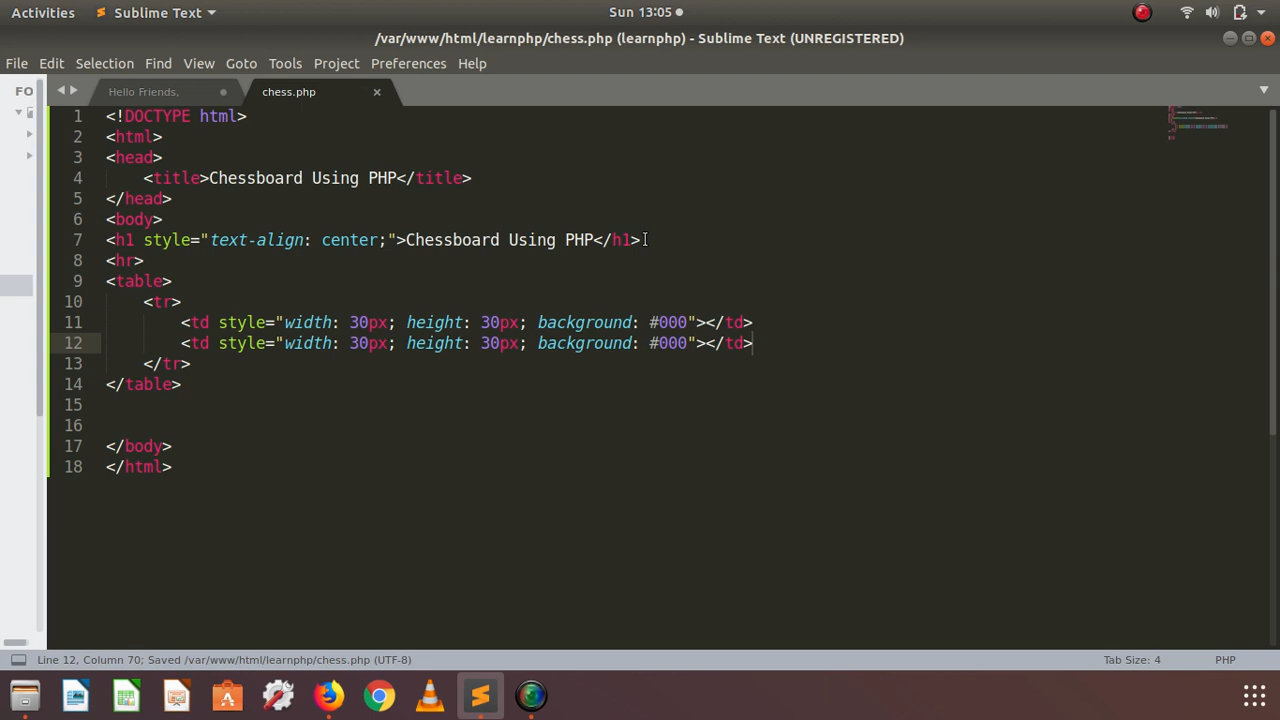 Activities Sublime Text Sun 13:05
/var/www/html/learnphp/chess.php (learnphp) - Sublime Text (UNREGISTERED)
File Edit Selection Find View Goto Tools Project Preferences Help
FO Hello Friends, chess.php ×
1 <!DOCTYPE html>
2 <html>
3 <head>
4 <title>Chessboard Using PHP</title>
5 </head>
6 <body>
7 <h1 style="text-align: center;">Chessboard Using PHP</h1>
8 <hr>
9 <table>
10 <tr>
11 <td style="width: 30px; height: 30px; background: #000"></td>
12 <td style="width: 30px; height: 30px; background: #000"></td>
13 </tr>
14 </table>
15
16
17 </body>
18 </html>
Line 12, Column 70; Saved /var/www/html/learnphp/chess.php (UTF-8) Tab Size: 4 PHP